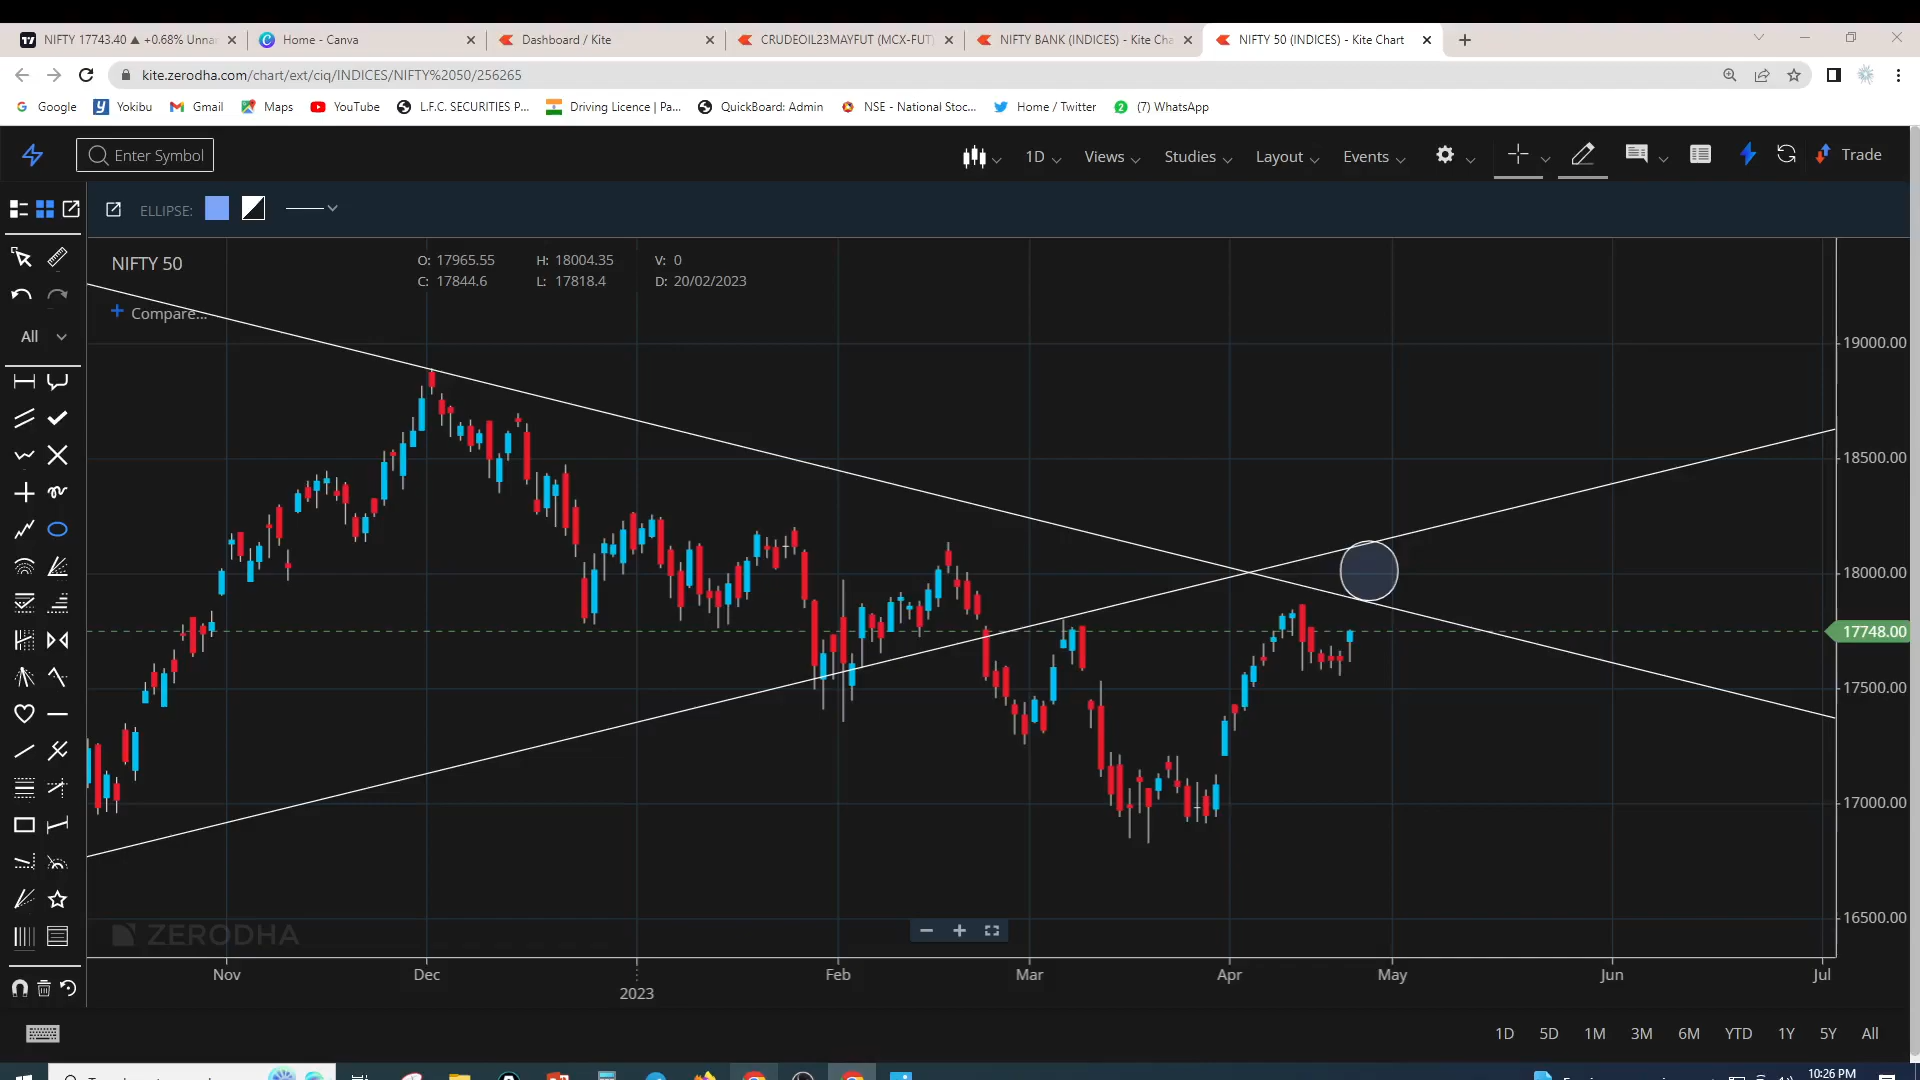 NIFTY 17743.40 ▲ +0.68% Unnar
Home - Canva
Dashboard / Kite
CRUDEOIL23MAYFUT (MCX-FUT)
NIFTY BANK (INDICES) - Kite Cha
NIFTY 50 (INDICES) - Kite Chart
kite.zerodha.com/chart/ext/ciq/INDICES/NIFTY%2050/256265
Google
Yokibu
Gmail
Maps
YouTube
L.F.C. SECURITIES P...
Driving Licence | Pa...
QuickBoard: Admin
NSE - National Stoc...
Home / Twitter
(7) WhatsApp
Enter Symbol
1D
Views
Studies
Layout
Events
Trade
ELLIPSE:
NIFTY 50
O: 17965.55 H: 18004.35 V: 0
C: 17844.6 L: 17818.4 D: 20/02/2023
Compare...
All
19000.00
18500.00
18000.00
17748.00
17500.00
17000.00
16500.00
ZERODHA
Nov Dec Feb Mar Apr May Jun Jul
2023
1D 5D 1M 3M 6M YTD 1Y 5Y All
10:26 PM